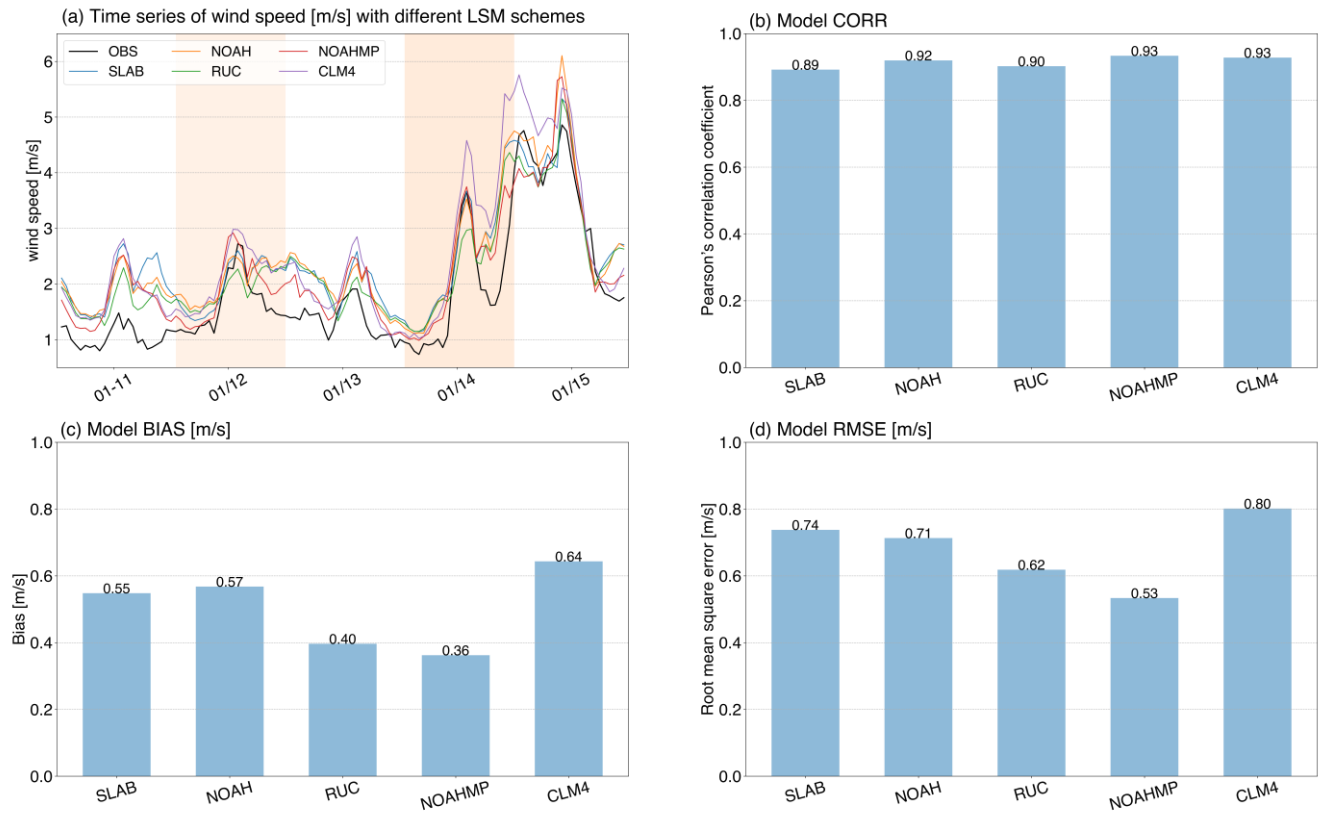 (a) Time series of wind speed [m/s] with different LSM schemes
OBS NOAH NOAHMP
SLAB RUC CLM4
wind speed [m/s]
6
5
4
3
2
1
01-11 01/12 01/13 01/14 01/15
(b) Model CORR
Pearson's correlation coefficient
1.0
0.8
0.6
0.4
0.2
0.0
0.89 0.92 0.90 0.93 0.93
SLAB NOAH RUC NOAHMP CLM4
(c) Model BIAS [m/s]
Bias [m/s]
1.0
0.8
0.6
0.4
0.2
0.0
0.55 0.57 0.40 0.36 0.64
SLAB NOAH RUC NOAHMP CLM4
(d) Model RMSE [m/s]
Root mean square error [m/s]
1.0
0.8
0.6
0.4
0.2
0.0
0.74 0.71 0.62 0.53 0.80
SLAB NOAH RUC NOAHMP CLM4